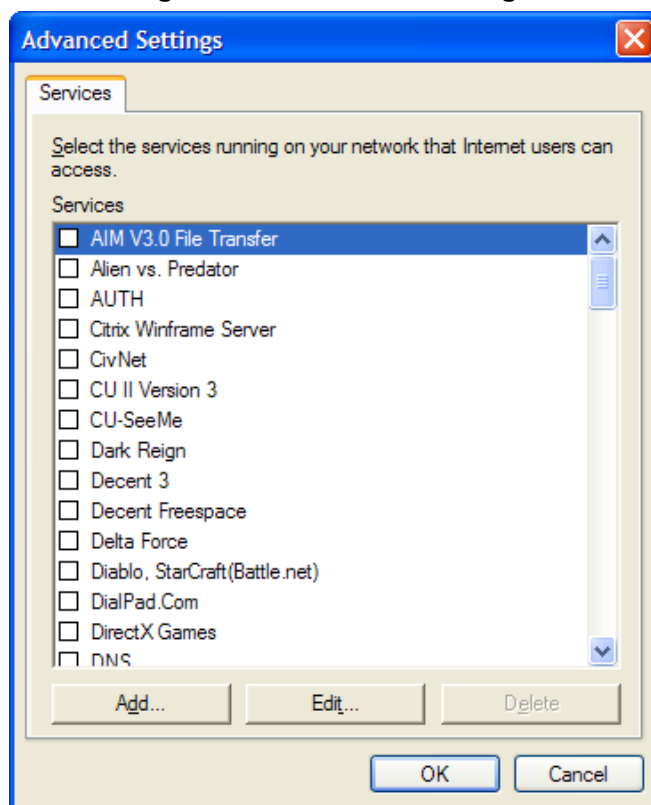 Advanced Settings
Services
Select the services running on your network that Internet users can
access.
Services
AIM V3.0 File Transfer
Alien vs. Predator
AUTH
Citrix Winframe Server
CivNet
CU II Version 3
CU-SeeMe
Dark Reign
Decent 3
Decent Freespace
Delta Force
Diablo, StarCraft(Battle.net)
DialPad.Com
DirectX Games
DNS
Add... Edit... Delete
OK Cancel